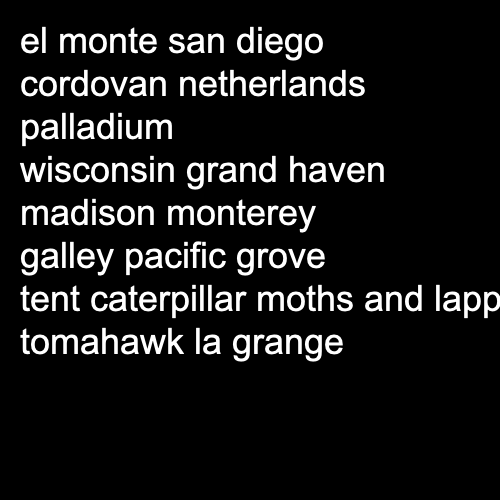 el monte san diego
cordovan netherlands
palladium
wisconsin grand haven
madison monterey
galley pacific grove
tent caterpillar moths and lapp
tomahawk la grange